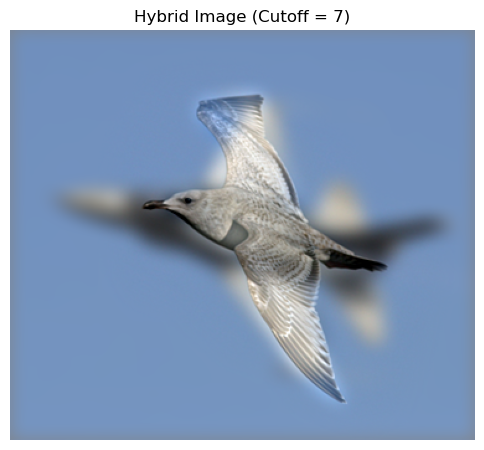 Hybrid Image (Cutoff = 7)